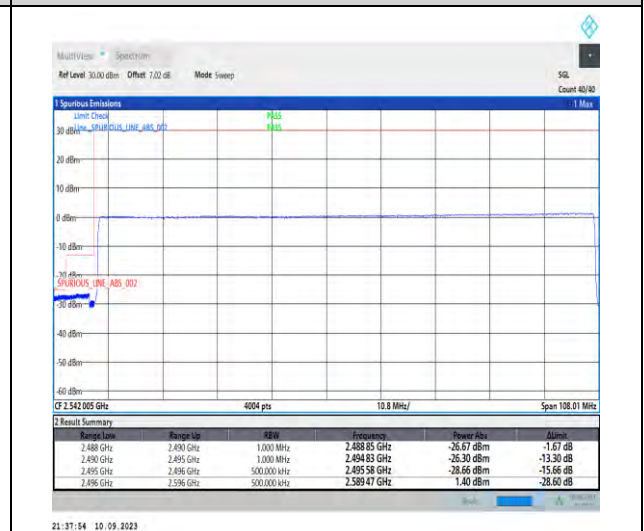 MultiView Spectrum
Ref Level 30.00 dBm Offset 7.02 dB Mode Sweep SGL
Count 40/40
1 Spurious Emissions 1 Max
Limit Check PASS
30 dBm Line _SPURIOUS_LINE_ABS_002 PASS
20 dBm
10 dBm
0 dBm
-10 dBm
-20 dBm
SPURIOUS_LINE_ABS_002
-30 dBm
-40 dBm
-50 dBm
-60 dBm
CF 2.542 005 GHz 4004 pts 10.8 MHz/ Span 108.01 MHz
2 Result Summary
Range Low Range Up RBW Frequency Power Abs ΔLimit
2.488 GHz 2.490 GHz 1.000 MHz 2.488 85 GHz -26.67 dBm -1.67 dB
2.490 GHz 2.495 GHz 1.000 MHz 2.494 83 GHz -26.30 dBm -13.30 dB
2.495 GHz 2.496 GHz 500.000 kHz 2.495 58 GHz -28.66 dBm -15.66 dB
2.496 GHz 2.596 GHz 500.000 kHz 2.589 47 GHz 1.40 dBm -28.60 dB
21:37:54 10.09.2023